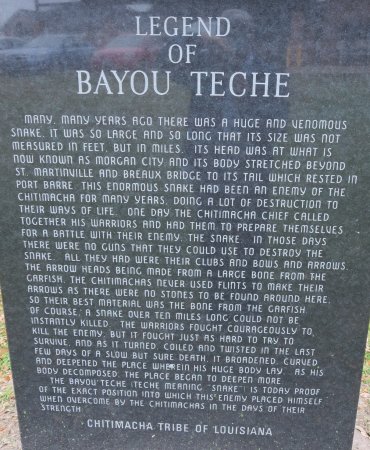 LEGEND
OF
BAYOU TECHE
MANY, MANY YEARS AGO THERE WAS A HUGE AND VENOMOUS
SNAKE. IT WAS SO LARGE AND SO LONG THAT ITS SIZE WAS NOT
MEASURED IN FEET, BUT IN MILES. ITS HEAD WAS AT WHAT IS
NOW KNOWN AS MORGAN CITY AND ITS BODY STRETCHED BEYOND
ST. MARTINVILLE AND BREAUX BRIDGE TO ITS TAIL WHICH RESTED IN
PORT BARRE. THIS ENORMOUS SNAKE HAD BEEN AN ENEMY OF THE
CHITIMACHA FOR MANY YEARS, DOING A LOT OF DESTRUCTION TO
THEIR WAYS OF LIFE. ONE DAY THE CHITIMACHA CHIEF CALLED
TOGETHER HIS WARRIORS AND HAD THEM TO PREPARE THEMSELVES
FOR A BATTLE WITH THEIR ENEMY, THE SNAKE. IN THOSE DAYS
THERE WERE NO GUNS THAT THEY COULD USE TO DESTROY THE
SNAKE. ALL THEY HAD WERE THEIR CLUBS AND BOWS AND ARROWS.
THE ARROW HEADS BEING MADE FROM A LARGE BONE FROM THE
GARFISH. THE CHITIMACHAS NEVER USED FLINTS TO MAKE THEIR
ARROWS AS THERE WERE NO STONES TO BE FOUND AROUND HERE,
SO THEIR BEST MATERIAL WAS THE BONE FROM THE GARFISH
OF COURSE, A SNAKE OVER TEN MILES LONG COULD NOT BE
INSTANTLY KILLED. THE WARRIORS FOUGHT COURAGEOUSLY TO
KILL THE ENEMY, BUT IT FOUGHT JUST AS HARD TO TRY TO
SURVIVE, AND AS IT TURNED, COILED AND TWISTED IN THE LAST
FEW DAYS OF A SLOW BUT SURE DEATH, IT BROADENED, CURVED
AND DEEPENED THE PLACE WHEREIN HIS HUGE BODY LAY. AS HIS
BODY DECOMPOSED, THE PLACE BEGAN TO DEEPEN MORE.
THE BAYOU TECHE (TECHE MEANING "SNAKE") IS TODAY PROOF
OF THE EXACT POSITION INTO WHICH THIS ENEMY PLACED HIMSELF
WHEN OVERCOME BY THE CHITIMACHAS IN THE DAYS OF THEIR
STRENGTH.
CHITIMACHA TRIBE OF LOUISIANA